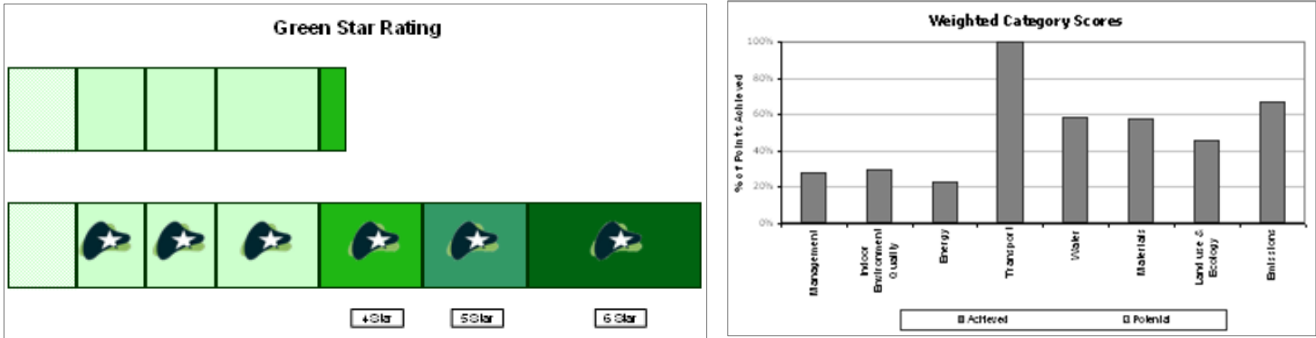 Green Star Rating
4 Star
5 Star
6 Star
Weighted Category Scores
% of Points Achieved
100%
80%
60%
40%
20%
0%
Management
Indoor
Environment
Quality
Energy
Transport
Water
Materials
Land use &
Ecology
Emissions
Achieved
Potential